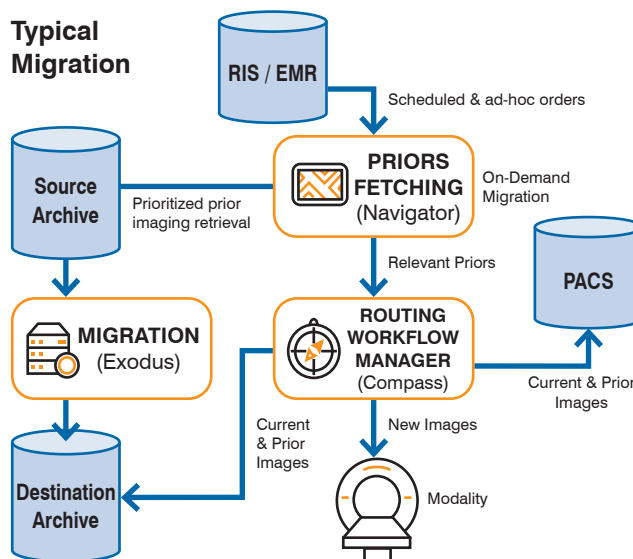 Typical
Migration
RIS / EMR
Scheduled & ad-hoc orders
Source
Archive
Prioritized prior
imaging retrieval
PRIORS
FETCHING
(Navigator)
On-Demand
Migration
Relevant Priors
PACS
MIGRATION
(Exodus)
ROUTING
WORKFLOW
MANAGER
(Compass)
Current & Prior
Images
Current
& Prior
Images
New Images
Destination
Archive
Modality